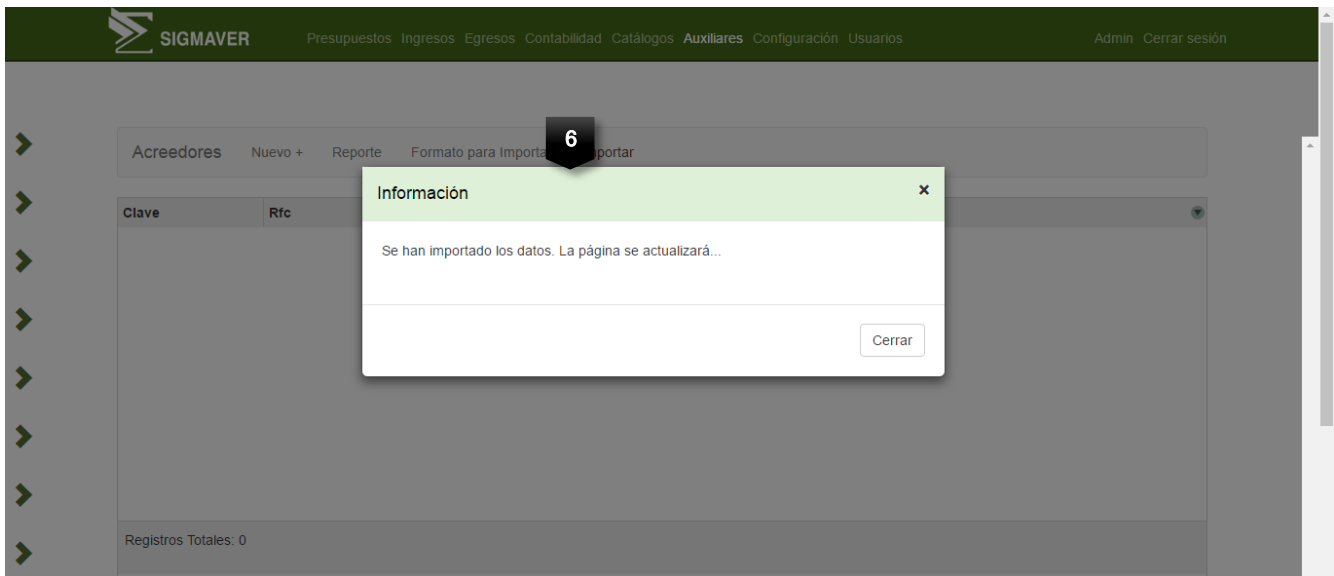 SIGMAVER Presupuestos Ingresos Egresos Contabilidad Catálogos Auxiliares Configuración Usuarios Admin Cerrar sesión
6
Acreedores Nuevo + Reporte Formato para Importa portar
Información ×
Clave Rfc
Se han importado los datos. La página se actualizará...
Cerrar
Registros Totales: 0